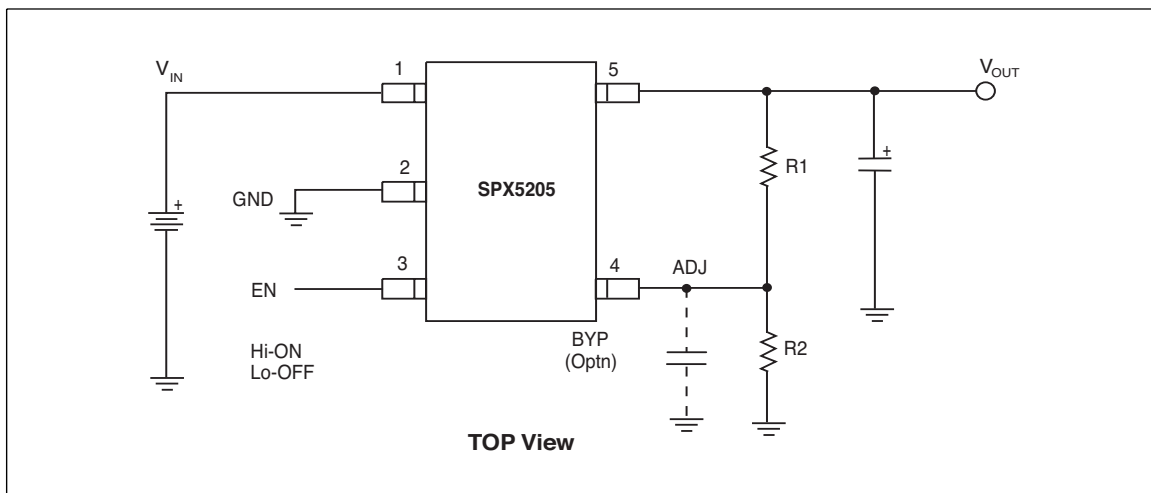 V_IN
1
5
V_OUT
+
R1
2
SPX5205
GND
+
3
4
ADJ
EN
BYP
(Optn)
R2
Hi-ON
Lo-OFF
TOP View